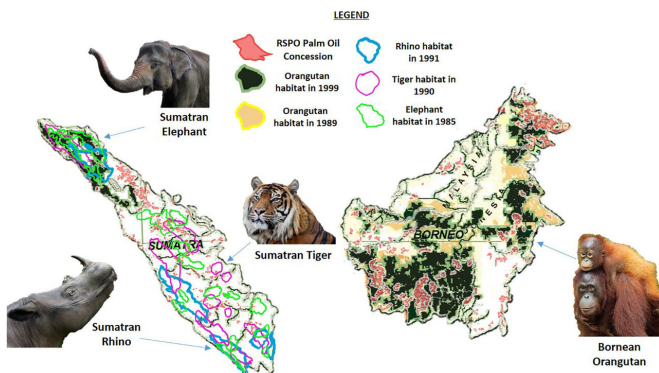 LEGEND
RSPO Palm Oil
Concession
Rhino habitat
in 1991
Orangutan
habitat in 1999
Tiger habitat in
1990
Orangutan
habitat in 1989
Elephant
habitat in 1985
Sumatran
Elephant
SUMATRA
Sumatran Tiger
BORNEO
Sumatran
Rhino
Bornean
Orangutan